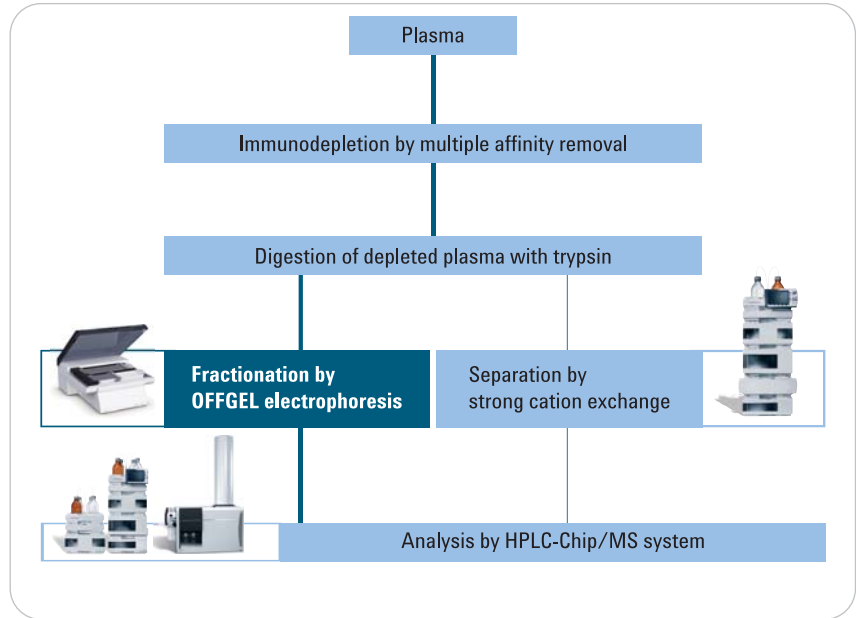 Plasma
Immunodepletion by multiple affinity removal
Digestion of depleted plasma with trypsin
Fractionation by
OFFGEL electrophoresis
Separation by
strong cation exchange
Analysis by HPLC-Chip/MS system